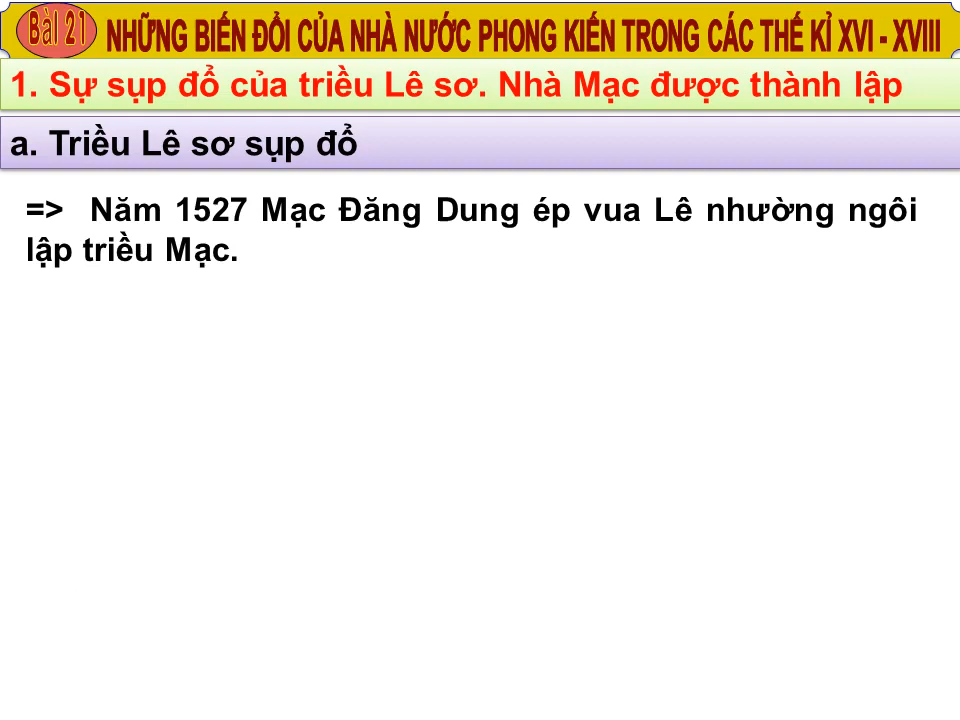 Bài 21
NHỮNG BIẾN ĐỔI CỦA NHÀ NƯỚC PHONG KIẾN TRONG CÁC THẾ KỈ XVI - XVIII
1. Sự sụp đổ của triều Lê sơ. Nhà Mạc được thành lập
a. Triều Lê sơ sụp đổ
=> Năm 1527 Mạc Đăng Dung ép vua Lê nhường ngôi
lập triều Mạc.